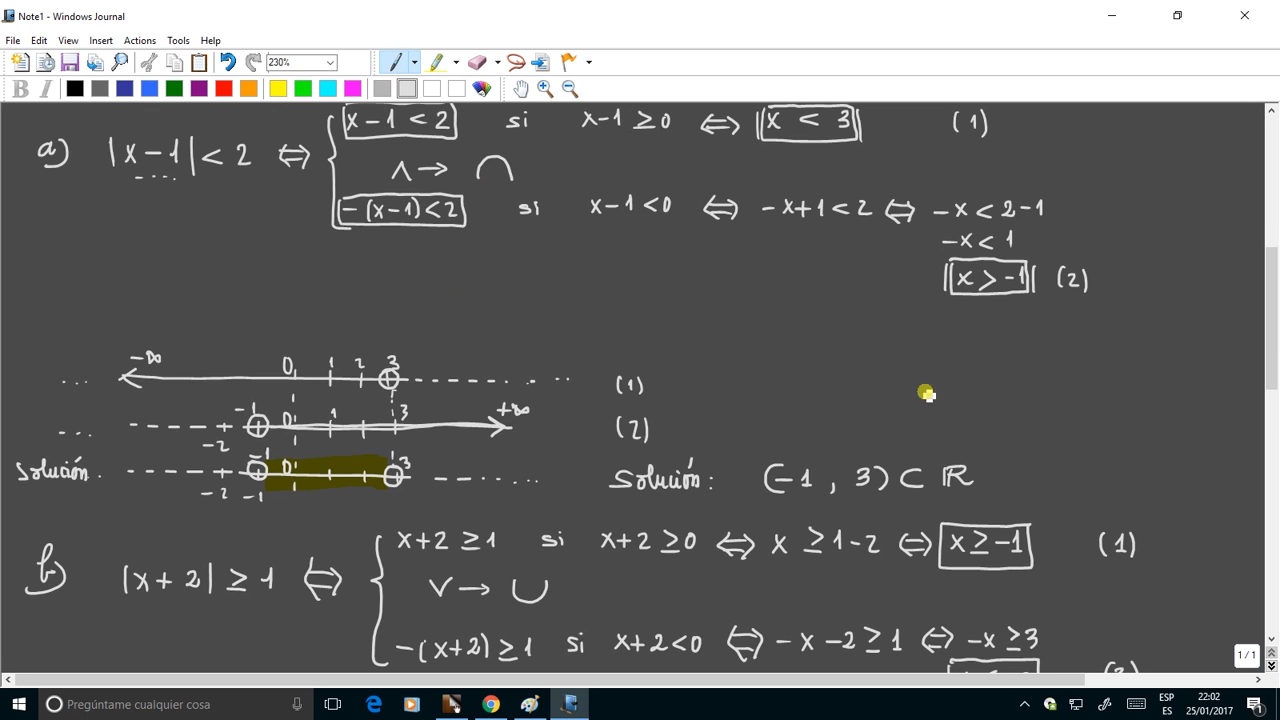 Note1 - Windows Journal
File Edit View Insert Actions Tools Help
230%
B I
a) |x-1| < 2 ⇔
x-1 < 2 si x-1 ≥ 0 ⇔ x < 3 (1)
∧ → ∩
-(x-1) < 2 si x-1 < 0 ⇔ -x+1 < 2 ⇔ -x < 2-1
-x < 1
x > -1 (2)
... -∞ 0 1 2 3 ... (1)
... -2 -1 0 1 3 +∞ (2)
Solución. -2 -1 -1 0 3 ... Solución: (-1, 3) ⊂ ℝ
b) |x+2| ≥ 1 ⇔
x+2 ≥ 1 si x+2 ≥ 0 ⇔ x ≥ 1-2 ⇔ x ≥ -1 (1)
∨ → ∪
-(x+2) ≥ 1 si x+2 < 0 ⇔ -x-2 ≥ 1 ⇔ -x ≥ 3
1/1
Pregúntame cualquier cosa
ESP
ES
22:02
25/01/2017